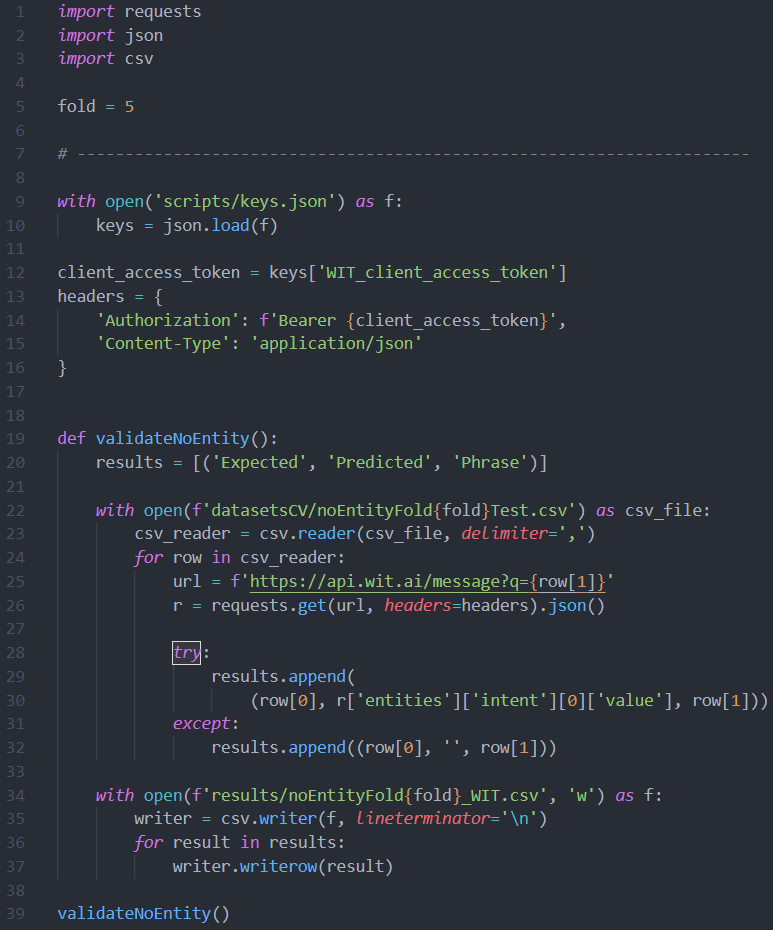 1 import requests
2 import json
3 import csv
4
5 fold = 5
6
7 # ----------------------------------------------------------------------
8
9 with open('scripts/keys.json') as f:
10     keys = json.load(f)
11
12 client_access_token = keys['WIT_client_access_token']
13 headers = {
14     'Authorization': f'Bearer {client_access_token}',
15     'Content-Type': 'application/json'
16 }
17
18
19 def validateNoEntity():
20     results = [('Expected', 'Predicted', 'Phrase')]
21
22     with open(f'datasetsCV/noEntityFold{fold}Test.csv') as csv_file:
23         csv_reader = csv.reader(csv_file, delimiter=',')
24         for row in csv_reader:
25             url = f'https://api.wit.ai/message?q={row[1]}'
26             r = requests.get(url, headers=headers).json()
27
28             try:
29                 results.append(
30                     (row[0], r['entities']['intent'][0]['value'], row[1]))
31             except:
32                 results.append((row[0], '', row[1]))
33
34     with open(f'results/noEntityFold{fold}_WIT.csv', 'w') as f:
35         writer = csv.writer(f, lineterminator='\n')
36         for result in results:
37             writer.writerow(result)
38
39 validateNoEntity()